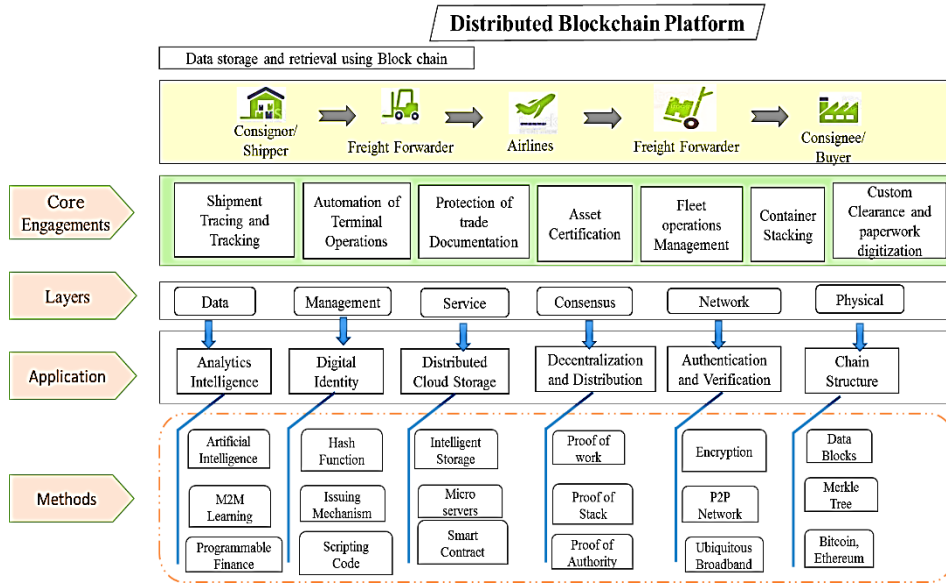 Distributed Blockchain Platform
Data storage and retrieval using Block chain
Consignor/
Shipper
Freight Forwarder
Airlines
Freight Forwarder
Consignee/
Buyer
Core
Engagements
Shipment
Tracing and
Tracking
Automation of
Terminal
Operations
Protection of
trade
Documentation
Asset
Certification
Fleet
operations
Management
Container
Stacking
Custom
Clearance and
paperwork
digitization
Layers
Data
Management
Service
Consensus
Network
Physical
Application
Analytics
Intelligence
Digital
Identity
Distributed
Cloud Storage
Decentralization
and Distribution
Authentication
and Verification
Chain
Structure
Methods
Artificial
Intelligence
Hash
Function
Intelligent
Storage
Proof of
work
Encryption
Data
Blocks
M2M
Learning
Issuing
Mechanism
Micro
servers
Proof of
Stack
P2P
Network
Merkle
Tree
Programmable
Finance
Scripting
Code
Smart
Contract
Proof of
Authority
Ubiquitous
Broadband
Bitcoin,
Ethereum